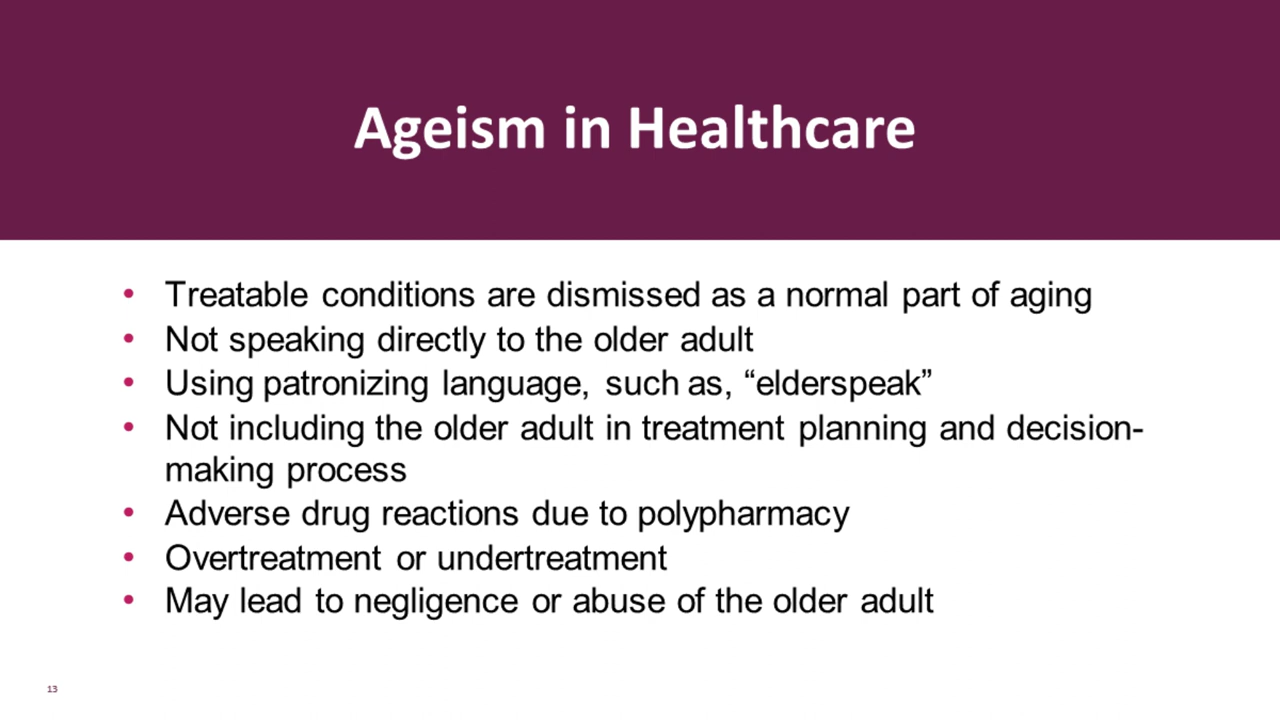 Ageism in Healthcare
• Treatable conditions are dismissed as a normal part of aging
• Not speaking directly to the older adult
• Using patronizing language, such as, “elderspeak”
• Not including the older adult in treatment planning and decision-
making process
• Adverse drug reactions due to polypharmacy
• Overtreatment or undertreatment
• May lead to negligence or abuse of the older adult
13